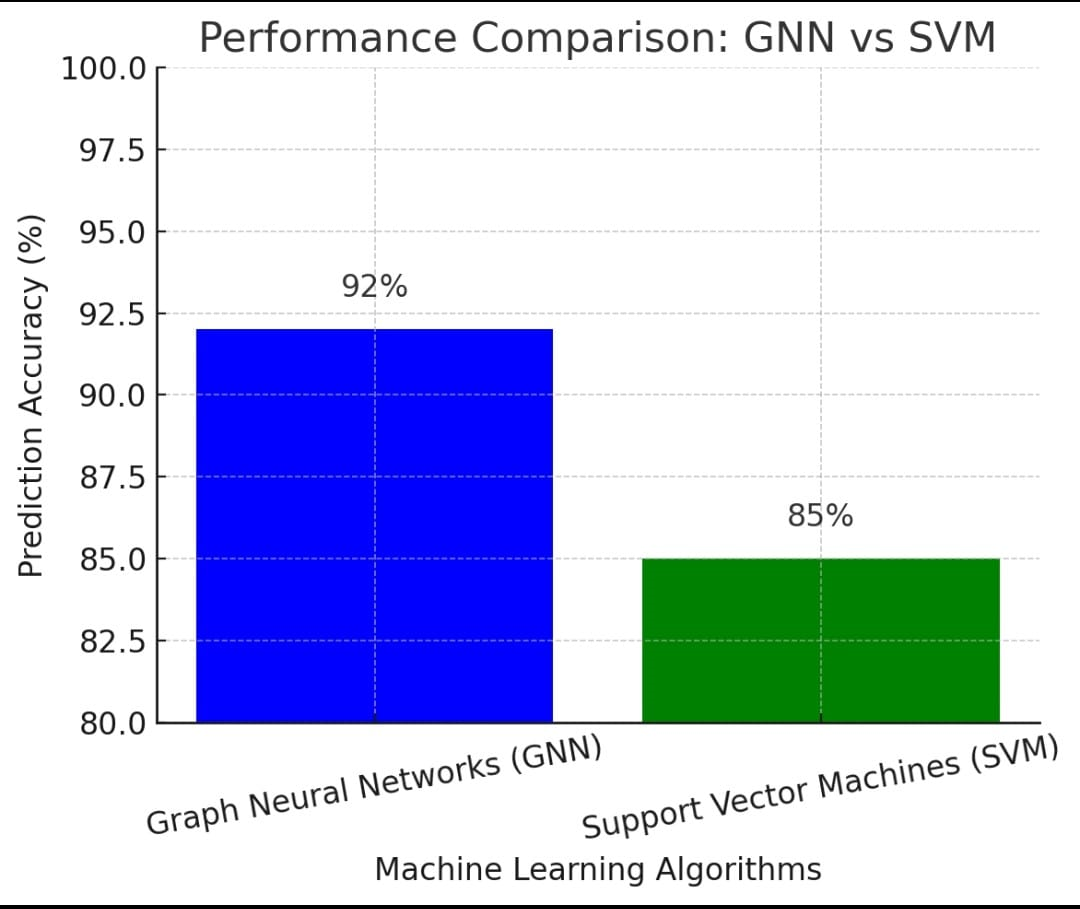 Performance Comparison: GNN vs SVM
100.0
97.5
95.0
92.5
90.0
87.5
85.0
82.5
80.0
Prediction Accuracy (%)
92%
85%
Graph Neural Networks (GNN)
Support Vector Machines (SVM)
Machine Learning Algorithms